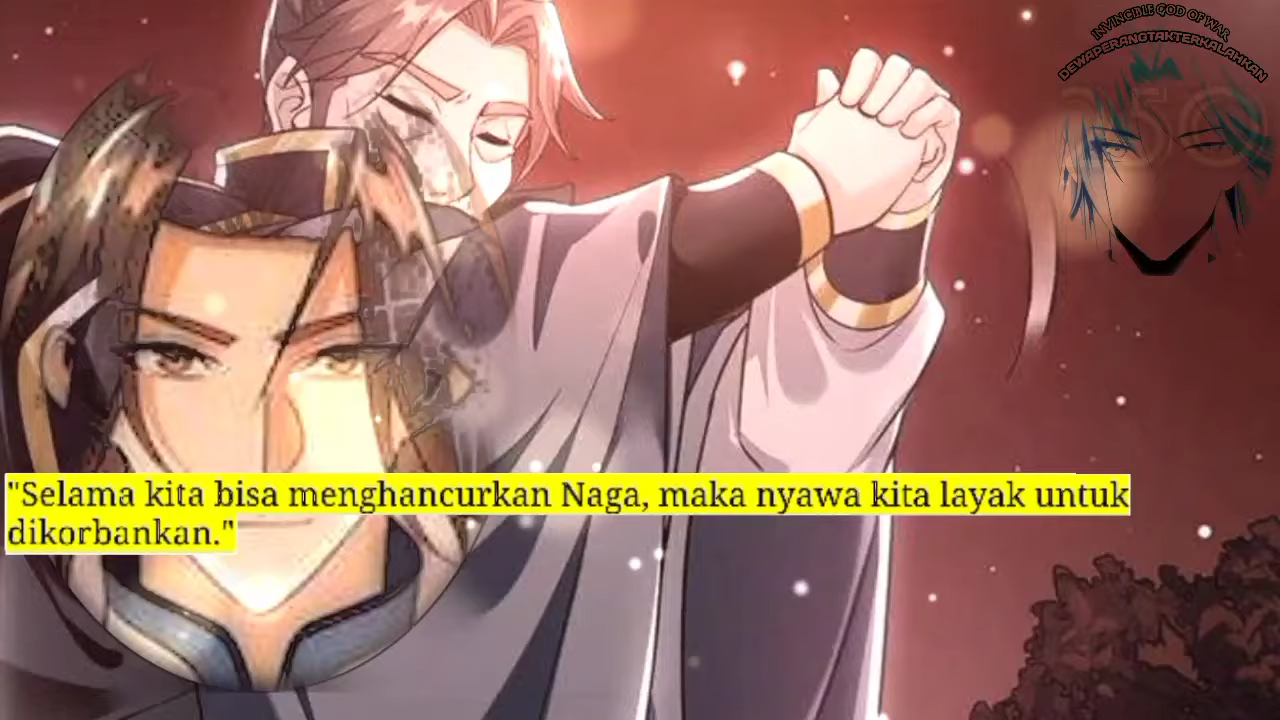 INVINCIBLE GOD OF WAR
DEWAPERANGTAKTERKALAHKAN
"Selama kita bisa menghancurkan Naga, maka nyawa kita layak untuk
dikorbankan."